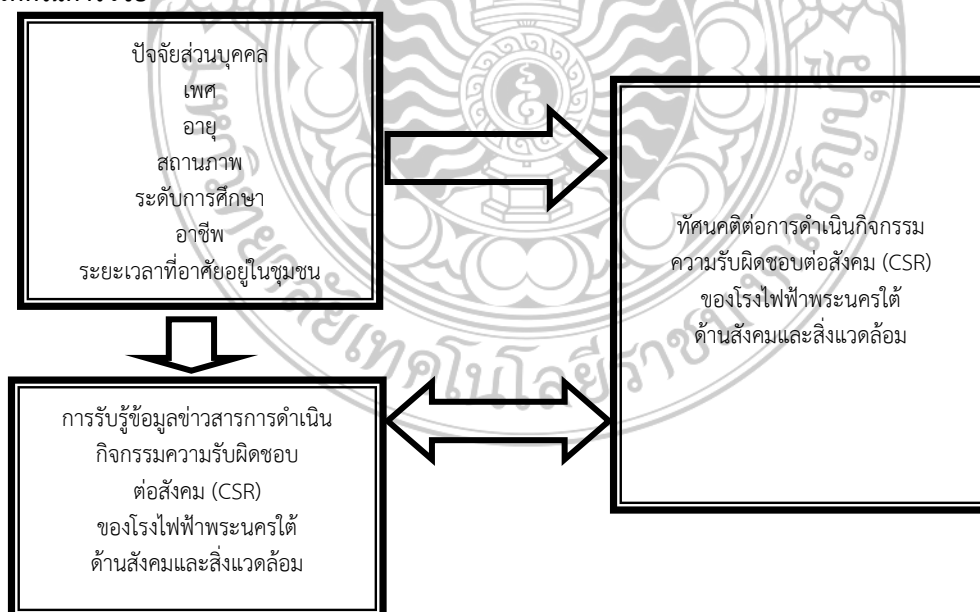 ปัจจัยส่วนบุคคล
เพศ
อายุ
สถานภาพ
ระดับการศึกษา
อาชีพ
ระยะเวลาที่อาศัยอยู่ในชุมชน
ทัศนคติต่อการดำเนินกิจกรรม
ความรับผิดชอบต่อสังคม (CSR)
ของโรงไฟฟ้าพระนครใต้
ด้านสังคมและสิ่งแวดล้อม
การรับรู้ข้อมูลข่าวสารการดำเนิน
กิจกรรมความรับผิดชอบ
ต่อสังคม (CSR)
ของโรงไฟฟ้าพระนครใต้
ด้านสังคมและสิ่งแวดล้อม